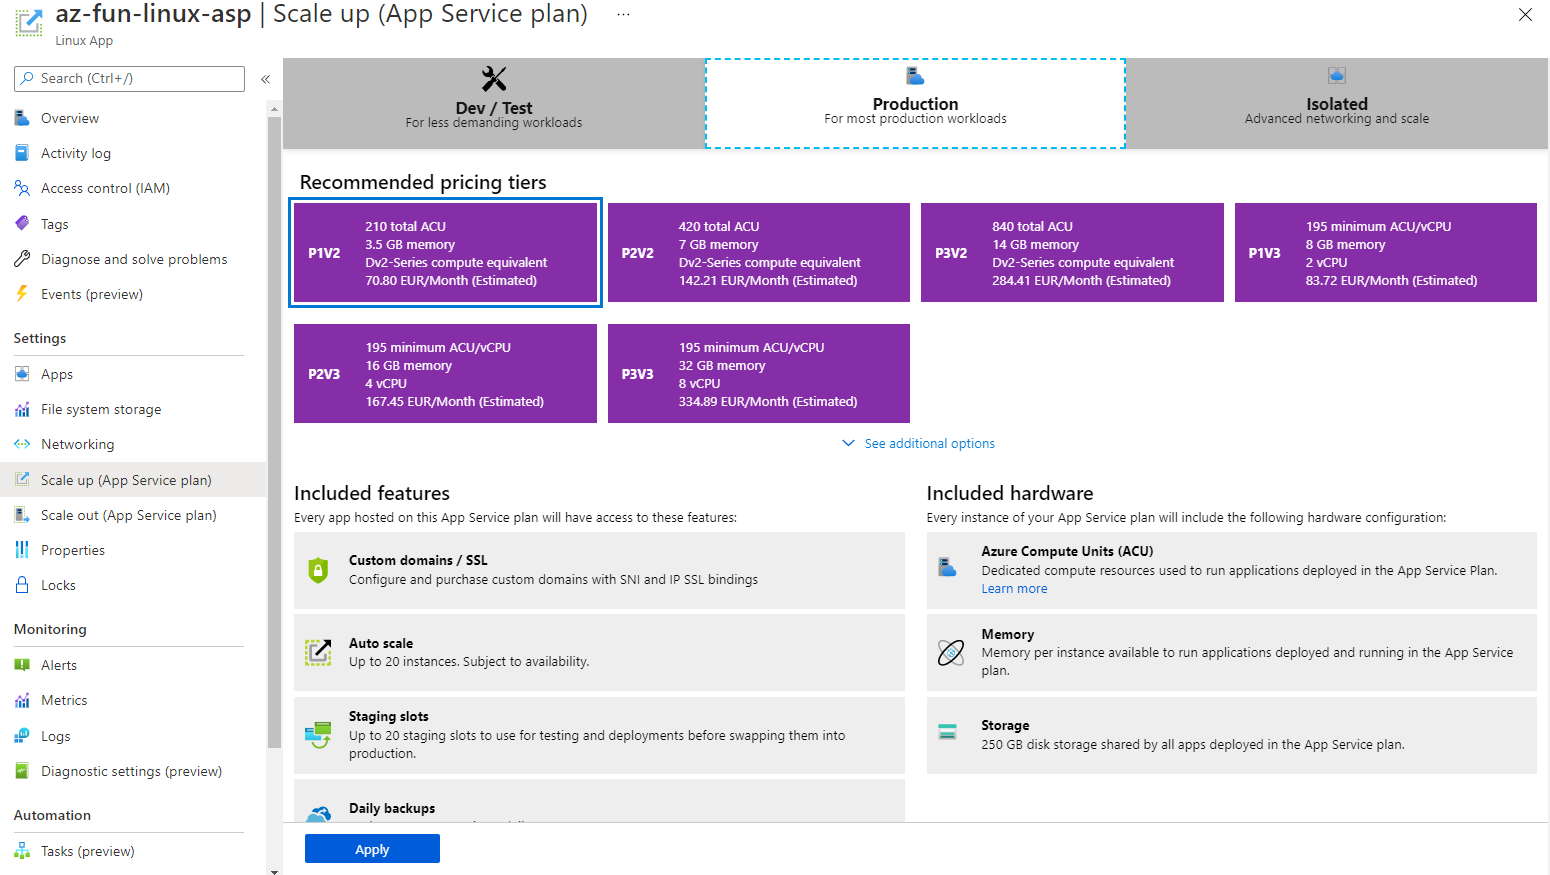 az-fun-linux-asp | Scale up (App Service plan) ...
Linux App
Search (Ctrl+/)
Overview
Activity log
Access control (IAM)
Tags
Diagnose and solve problems
Events (preview)
Settings
Apps
File system storage
Networking
Scale up (App Service plan)
Scale out (App Service plan)
Properties
Locks
Monitoring
Alerts
Metrics
Logs
Diagnostic settings (preview)
Automation
Tasks (preview)
Dev / Test
For less demanding workloads
Production
For most production workloads
Isolated
Advanced networking and scale
Recommended pricing tiers
P1V2
210 total ACU
3.5 GB memory
Dv2-Series compute equivalent
70.80 EUR/Month (Estimated)
P2V2
420 total ACU
7 GB memory
Dv2-Series compute equivalent
142.21 EUR/Month (Estimated)
P3V2
840 total ACU
14 GB memory
Dv2-Series compute equivalent
284.41 EUR/Month (Estimated)
P1V3
195 minimum ACU/vCPU
8 GB memory
2 vCPU
83.72 EUR/Month (Estimated)
P2V3
195 minimum ACU/vCPU
16 GB memory
4 vCPU
167.45 EUR/Month (Estimated)
P3V3
195 minimum ACU/vCPU
32 GB memory
8 vCPU
334.89 EUR/Month (Estimated)
See additional options
Included features
Every app hosted on this App Service plan will have access to these features:
Custom domains / SSL
Configure and purchase custom domains with SNI and IP SSL bindings
Auto scale
Up to 20 instances. Subject to availability.
Staging slots
Up to 20 staging slots to use for testing and deployments before swapping them into
production.
Daily backups
Included hardware
Every instance of your App Service plan will include the following hardware configuration:
Azure Compute Units (ACU)
Dedicated compute resources used to run applications deployed in the App Service Plan.
Learn more
Memory
Memory per instance available to run applications deployed and running in the App Service
plan.
Storage
250 GB disk storage shared by all apps deployed in the App Service plan.
Apply